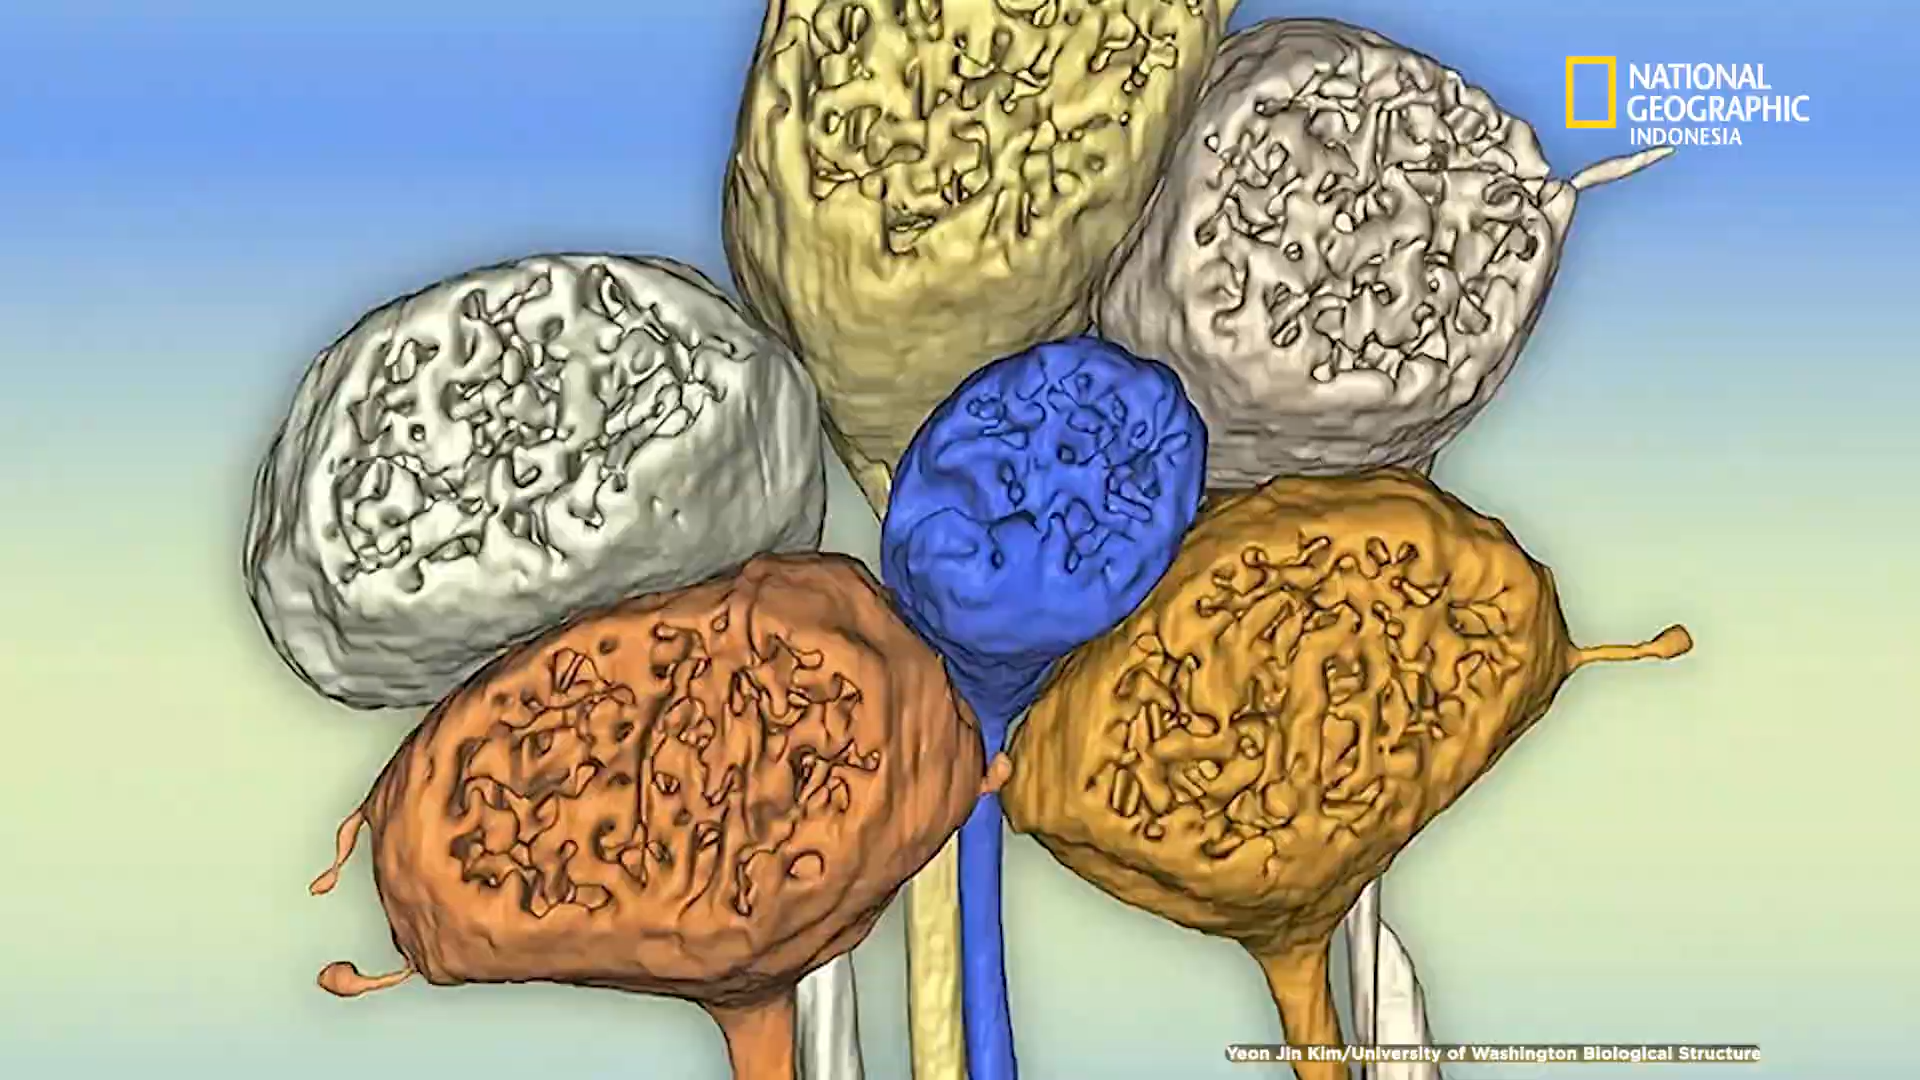 NATIONAL
GEOGRAPHIC
INDONESIA
Yeon Jin Kim/University of Washington Biological Structure